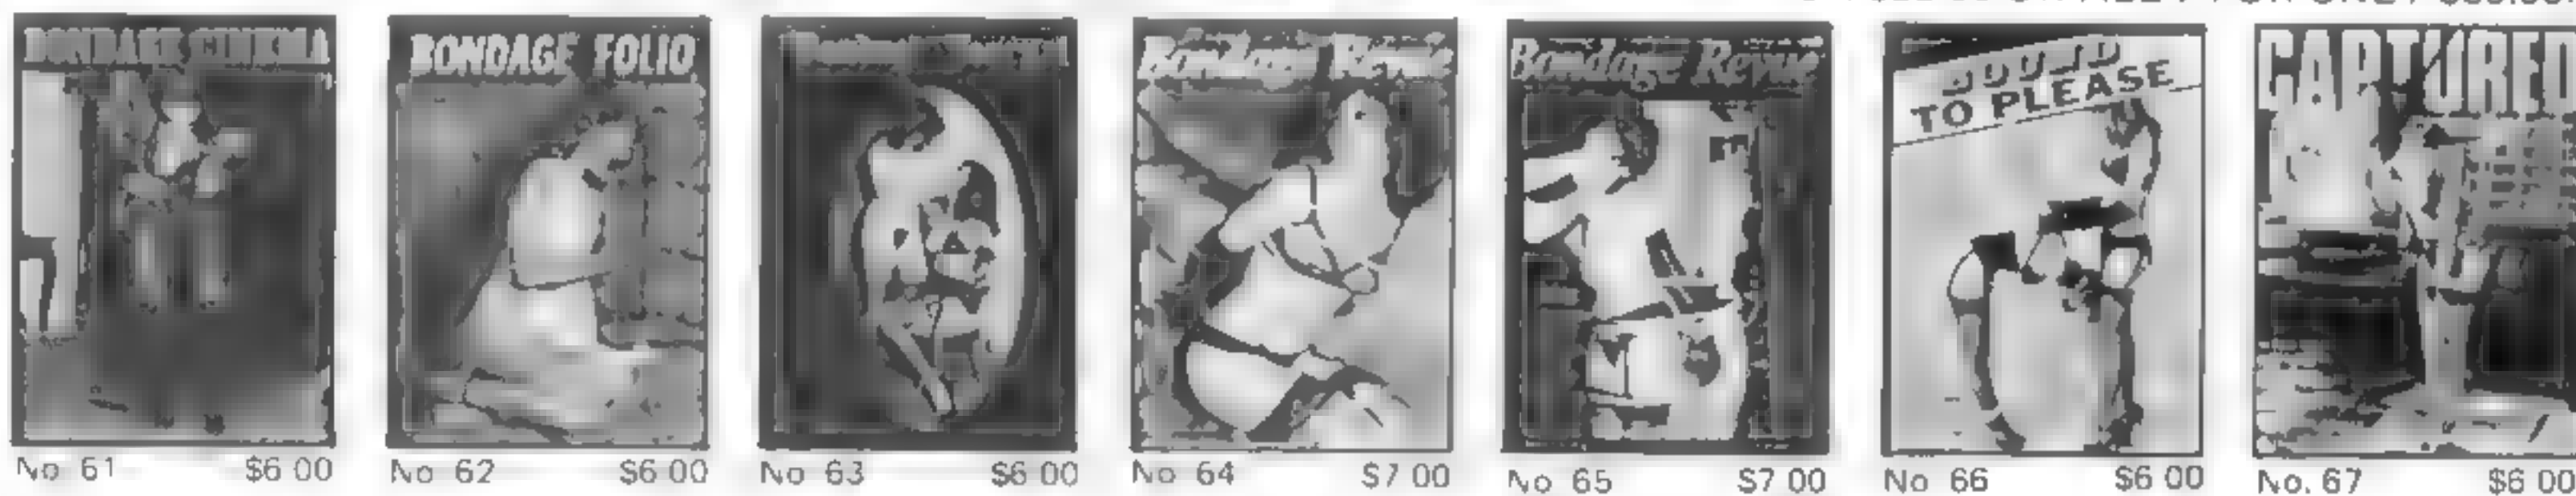 BONDAGE CINEMA
BONDAGE FOLIO
Bondage Revue
Bondage Revue
BOUND
TO PLEASE
CAPTURED
No 61 $6 00
No 62 $6 00
No 63 $6 00
No 64 $7 00
No 65 $7 00
No 66 $6 00
No. 67 $6 00